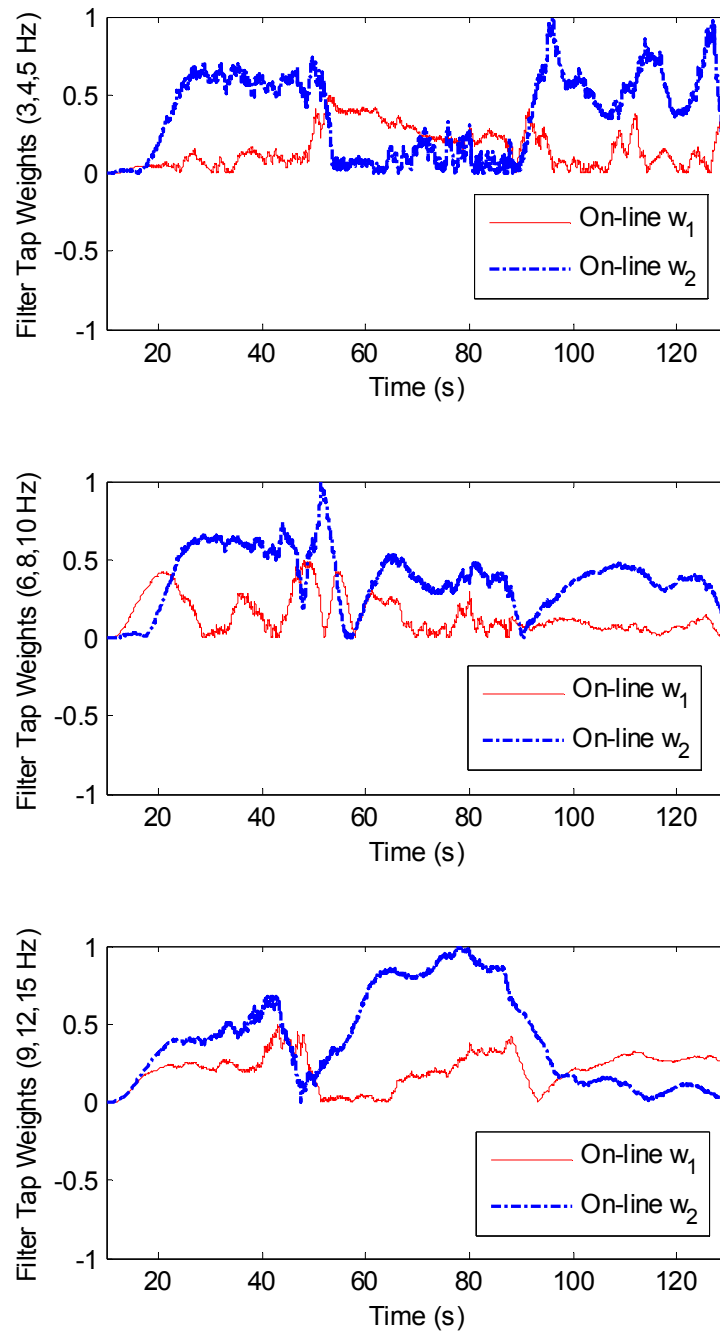 Filter Tap Weights (3,4,5 Hz)
1
0.5
0
-0.5
-1
On-line w1
On-line w2
20 40 60 80 100 120
Time (s)
Filter Tap Weights (6,8,10 Hz)
1
0.5
0
-0.5
-1
On-line w1
On-line w2
20 40 60 80 100 120
Time (s)
Filter Tap Weights (9,12,15 Hz)
1
0.5
0
-0.5
-1
On-line w1
On-line w2
20 40 60 80 100 120
Time (s)